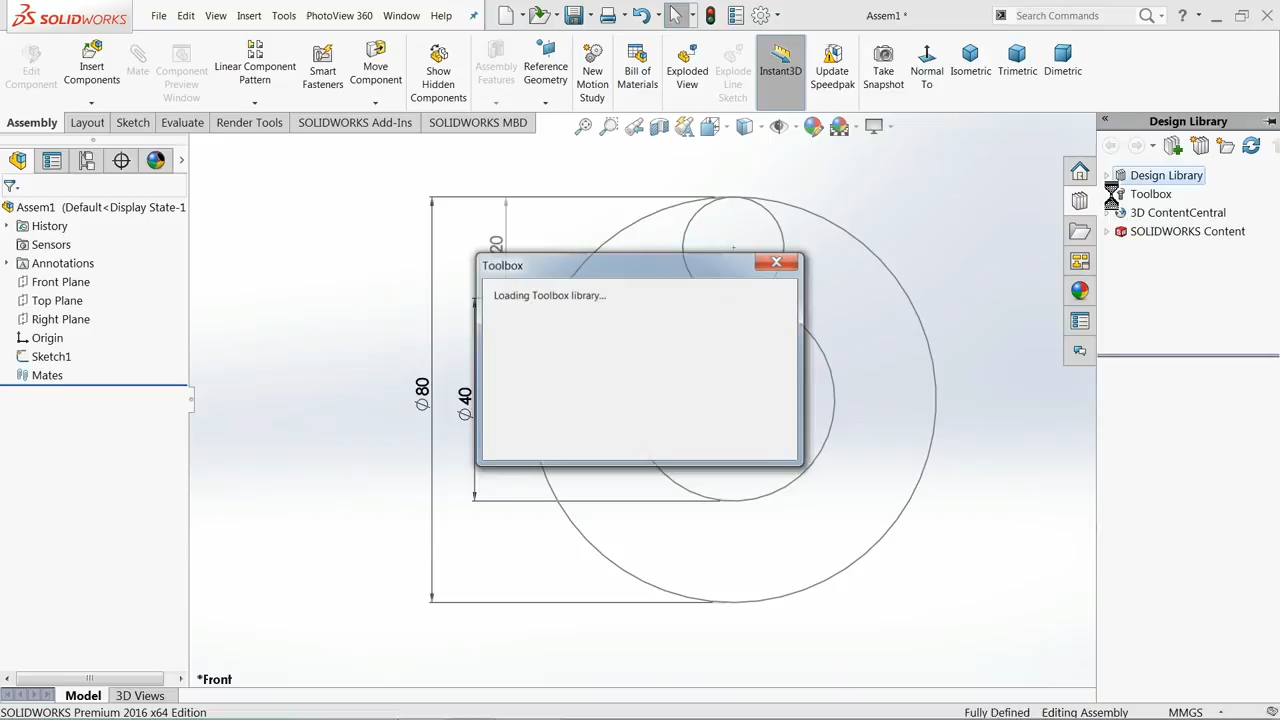 SOLIDWORKS
File Edit View Insert Tools PhotoView 360 Window Help
Assem1 *
Search Commands
Edit Component
Insert Components
Mate
Component Preview Window
Linear Component Pattern
Smart Fasteners
Move Component
Show Hidden Components
Assembly Features
Reference Geometry
New Motion Study
Bill of Materials
Exploded View
Explode Line Sketch
Instant3D
Update Speedpak
Take Snapshot
Normal To
Isometric
Trimetric
Dimetric
Assembly Layout Sketch Evaluate Render Tools SOLIDWORKS Add-Ins SOLIDWORKS MBD
Design Library
Assem1 (Default<Display State-1
History
Sensors
Annotations
Front Plane
Top Plane
Right Plane
Origin
Sketch1
Mates
20
Ø80
Ø40
Toolbox
Loading Toolbox library...
Design Library
Toolbox
3D ContentCentral
SOLIDWORKS Content
*Front
Model 3D Views
SOLIDWORKS Premium 2016 x64 Edition
Fully Defined Editing Assembly MMGS